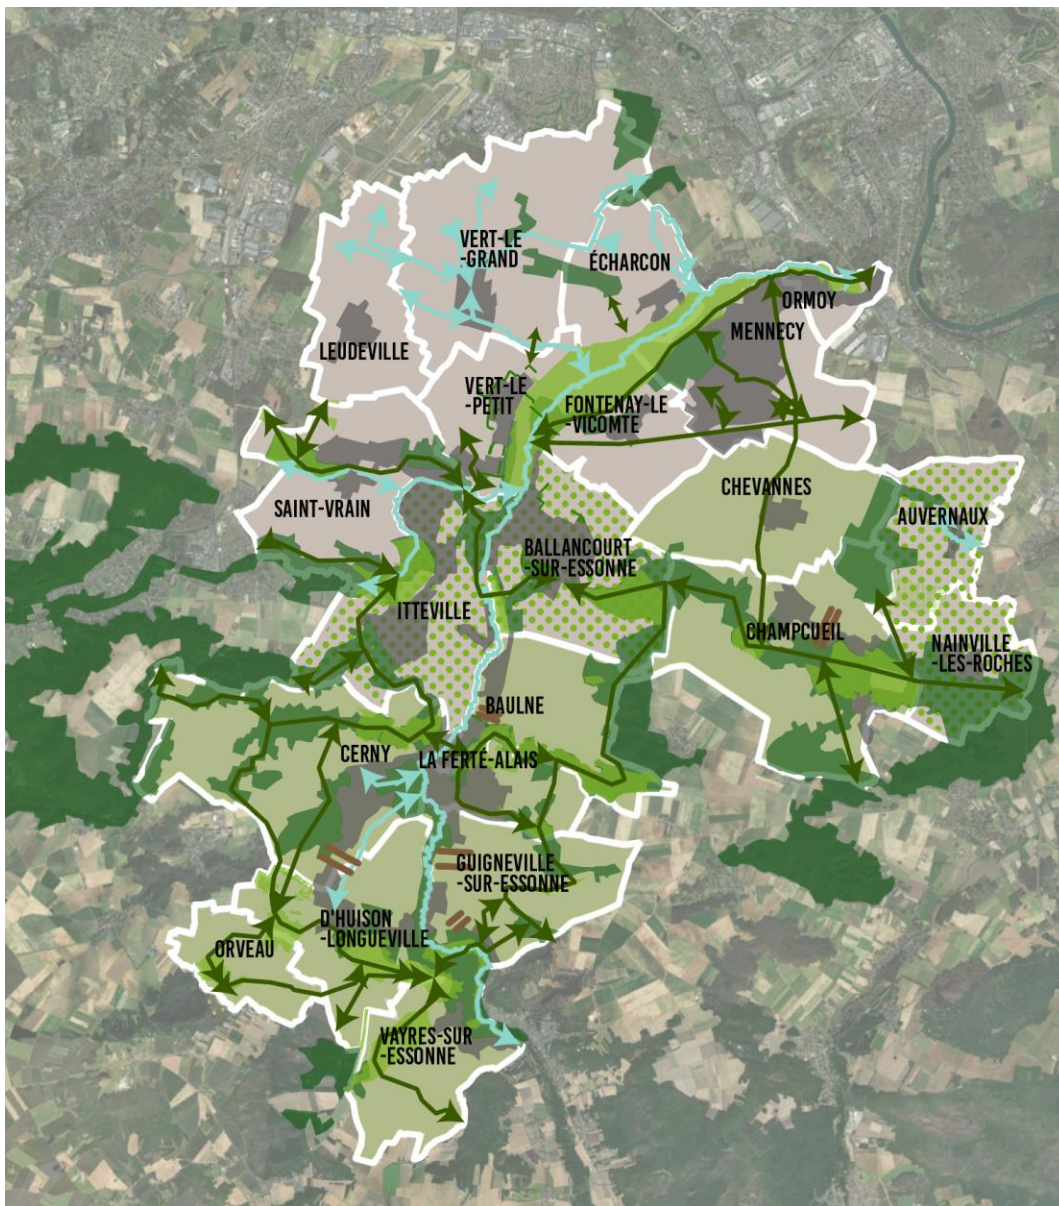 VERT-LE
-GRAND
ÉCHARCON
ORMOY
MENNECY
LEUDEVILLE
VERT-LE
-PETIT
FONTENAY-LE
-VICOMTE
CHEVANNES
SAINT-VRAIN
AUVERNAUX
BALLANCOURT
-SUR-ESSONNE
ITTEVILLE
CHAMPCUEIL
NAINVILLE
-LES-ROCHES
BAULNE
CERNY
LA FERTÉ-ALAIS
GUIGNEVILLE
-SUR-ESSONNE
D'HUISON
-LONGUEVILLE
ORVEAU
VAYRES-SUR
-ESSONNE